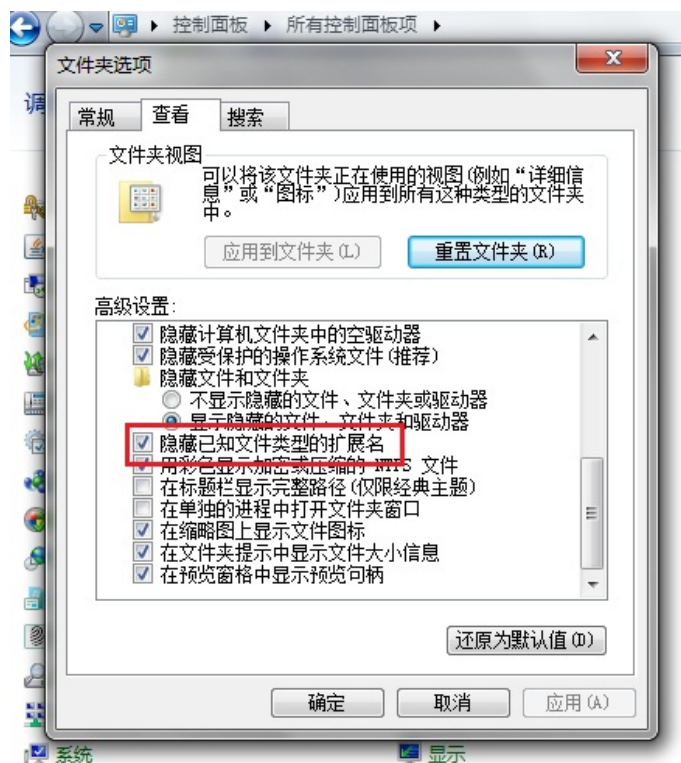 控制面板 ▸ 所有控制面板项 ▸
文件夹选项
调
常规 查看 搜索
文件夹视图
可以将该文件夹正在使用的视图(例如“详细信
息”或“图标”)应用到所有这种类型的文件夹
中。
应用到文件夹(L) 重置文件夹(R)
高级设置:
隐藏计算机文件夹中的空驱动器
隐藏受保护的操作系统文件(推荐)
隐藏文件和文件夹
不显示隐藏的文件、文件夹或驱动器
显示隐藏的文件、文件夹和驱动器
隐藏已知文件类型的扩展名
用彩色显示加密或压缩的 NTFS 文件
在标题栏显示完整路径(仅限经典主题)
在单独的进程中打开文件夹窗口
在缩略图上显示文件图标
在文件夹提示中显示文件大小信息
在预览窗格中显示预览句柄
还原为默认值(D)
确定 取消 应用(A)
系统 显示